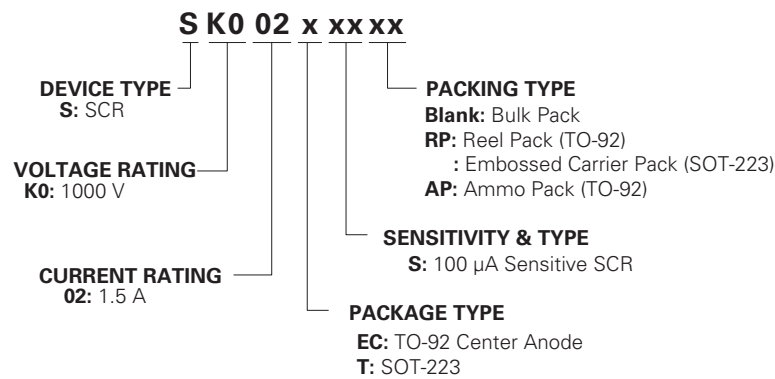 S K0 02 x xx xx
DEVICE TYPE
S: SCR
VOLTAGE RATING
K0: 1000 V
CURRENT RATING
02: 1.5 A
PACKING TYPE
Blank: Bulk Pack
RP: Reel Pack (TO-92)
: Embossed Carrier Pack (SOT-223)
AP: Ammo Pack (TO-92)
SENSITIVITY & TYPE
S: 100 µA Sensitive SCR
PACKAGE TYPE
EC: TO-92 Center Anode
T: SOT-223